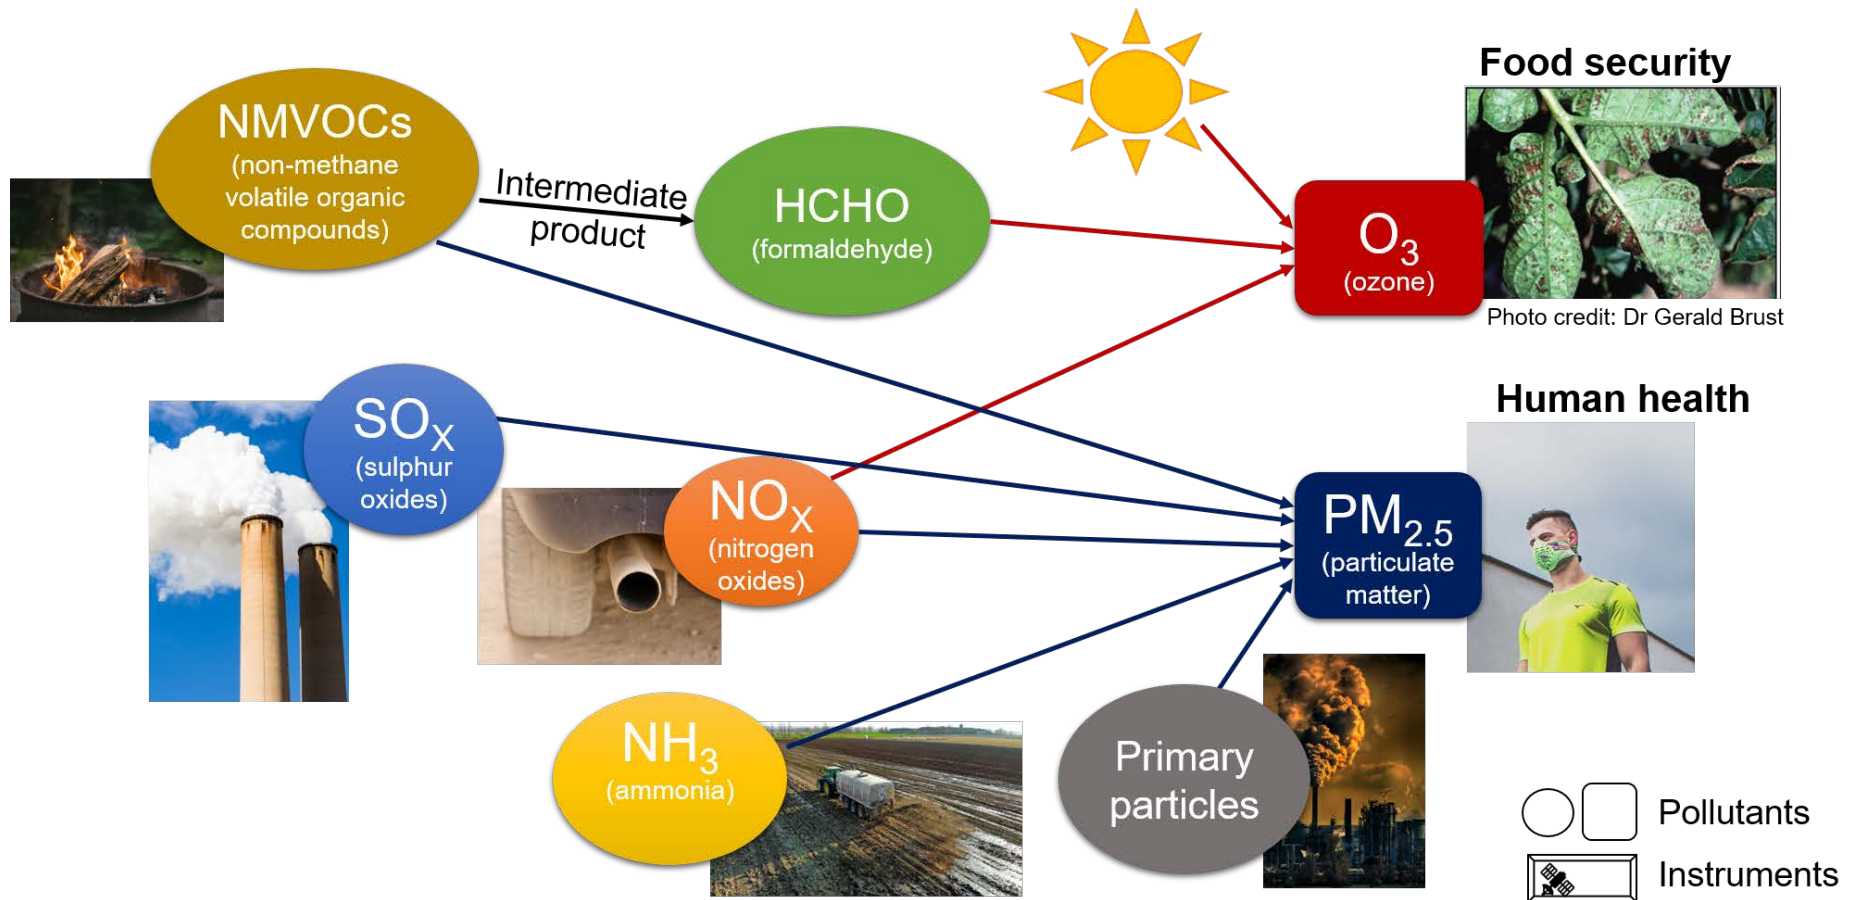 Food security
NMVOCs
(non-methane
volatile organic
compounds)
Intermediate
product
HCHO
(formaldehyde)
O₃
(ozone)
Photo credit: Dr Gerald Brust
Human health
SOₓ
(sulphur
oxides)
NOₓ
(nitrogen
oxides)
PM₂.₅
(particulate
matter)
NH₃
(ammonia)
Primary
particles
Pollutants
Instruments